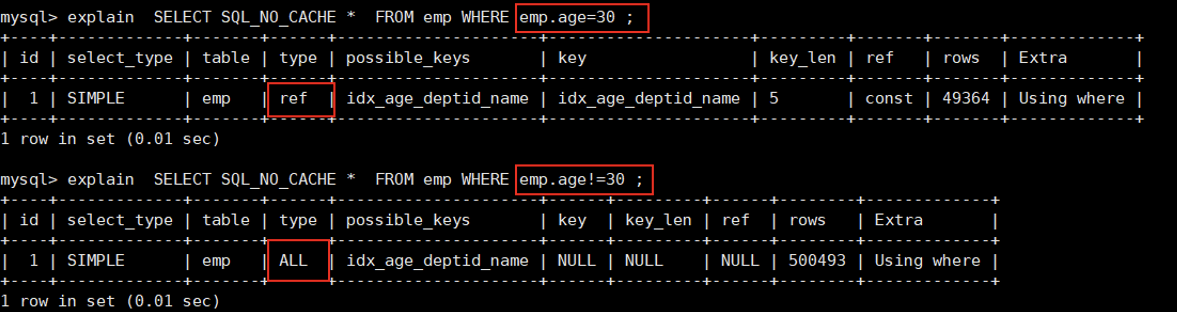 mysql> explain  SELECT SQL_NO_CACHE *  FROM emp WHERE emp.age=30 ;
+----+-------------+-------+------+----------------------+----------------------+---------+-------+-------+-------------+
| id | select_type | table | type | possible_keys        | key                  | key_len | ref   | rows  | Extra       |
+----+-------------+-------+------+----------------------+----------------------+---------+-------+-------+-------------+
|  1 | SIMPLE      | emp   | ref  | idx_age_deptid_name | idx_age_deptid_name | 5       | const | 49364 | Using where |
+----+-------------+-------+------+----------------------+----------------------+---------+-------+-------+-------------+
1 row in set (0.01 sec)
mysql> explain  SELECT SQL_NO_CACHE *  FROM emp WHERE emp.age!=30 ;
+----+-------------+-------+------+---------------------+------+---------+------+--------+-------------+
| id | select_type | table | type | possible_keys       | key  | key_len | ref  | rows   | Extra       |
+----+-------------+-------+------+---------------------+------+---------+------+--------+-------------+
|  1 | SIMPLE      | emp   | ALL  | idx_age_deptid_name | NULL | NULL    | NULL | 500493 | Using where |
+----+-------------+-------+------+---------------------+------+---------+------+--------+-------------+
1 row in set (0.01 sec)